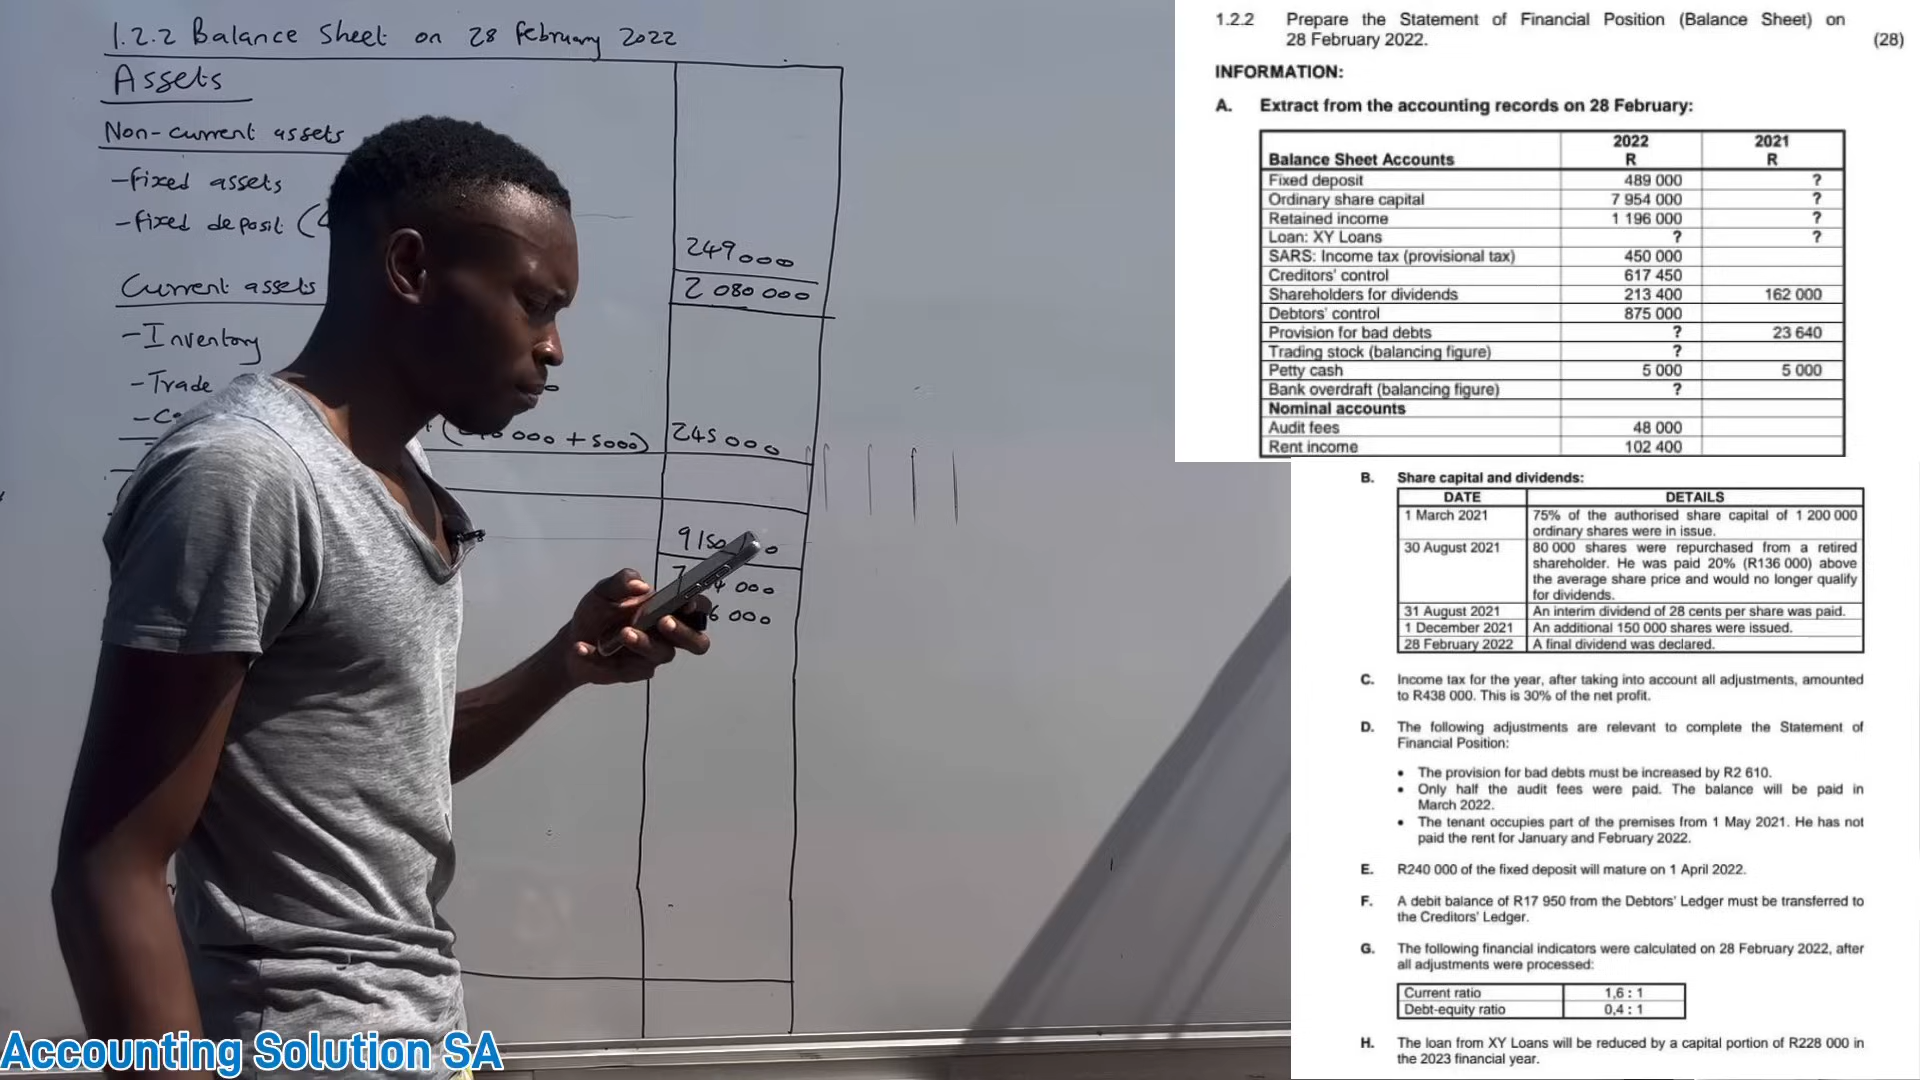 1.2.2 Balance Sheet on 28 February 2022
Assets
Non-current assets
-Fixed assets
-Fixed deposit (
249000
2 080 000
Current assets
-Inventory
-Trade
000 + 5000) 245000
000
6 000
1.2.2 Prepare the Statement of Financial Position (Balance Sheet) on
28 February 2022.
(28)
INFORMATION:
A. Extract from the accounting records on 28 February:
Balance Sheet Accounts 2022 R 2021 R
Fixed deposit 489 000 ?
Ordinary share capital 7 954 000 ?
Retained income 1 196 000 ?
Loan: XY Loans ? ?
SARS: Income tax (provisional tax) 450 000
Creditors' control 617 450
Shareholders for dividends 213 400 162 000
Debtors' control 875 000
Provision for bad debts ? 23 640
Trading stock (balancing figure) ?
Petty cash 5 000 5 000
Bank overdraft (balancing figure) ?
Nominal accounts
Audit fees 48 000
Rent income 102 400
B. Share capital and dividends:
DATE DETAILS
1 March 2021 75% of the authorised share capital of 1 200 000
ordinary shares were in issue.
30 August 2021 80 000 shares were repurchased from a retired
shareholder. He was paid 20% (R136 000) above
the average share price and would no longer qualify
for dividends.
31 August 2021 An interim dividend of 28 cents per share was paid.
1 December 2021 An additional 150 000 shares were issued.
28 February 2022 A final dividend was declared.
C. Income tax for the year, after taking into account all adjustments, amounted
to R438 000. This is 30% of the net profit.
D. The following adjustments are relevant to complete the Statement of
Financial Position:
• The provision for bad debts must be increased by R2 610.
• Only half the audit fees were paid. The balance will be paid in
March 2022.
• The tenant occupies part of the premises from 1 May 2021. He has not
paid the rent for January and February 2022.
E. R240 000 of the fixed deposit will mature on 1 April 2022.
F. A debit balance of R17 950 from the Debtors' Ledger must be transferred to
the Creditors' Ledger.
G. The following financial indicators were calculated on 28 February 2022, after
all adjustments were processed:
Current ratio 1,6 : 1
Debt-equity ratio 0,4 : 1
H. The loan from XY Loans will be reduced by a capital portion of R228 000 in
the 2023 financial year.
Accounting Solution SA